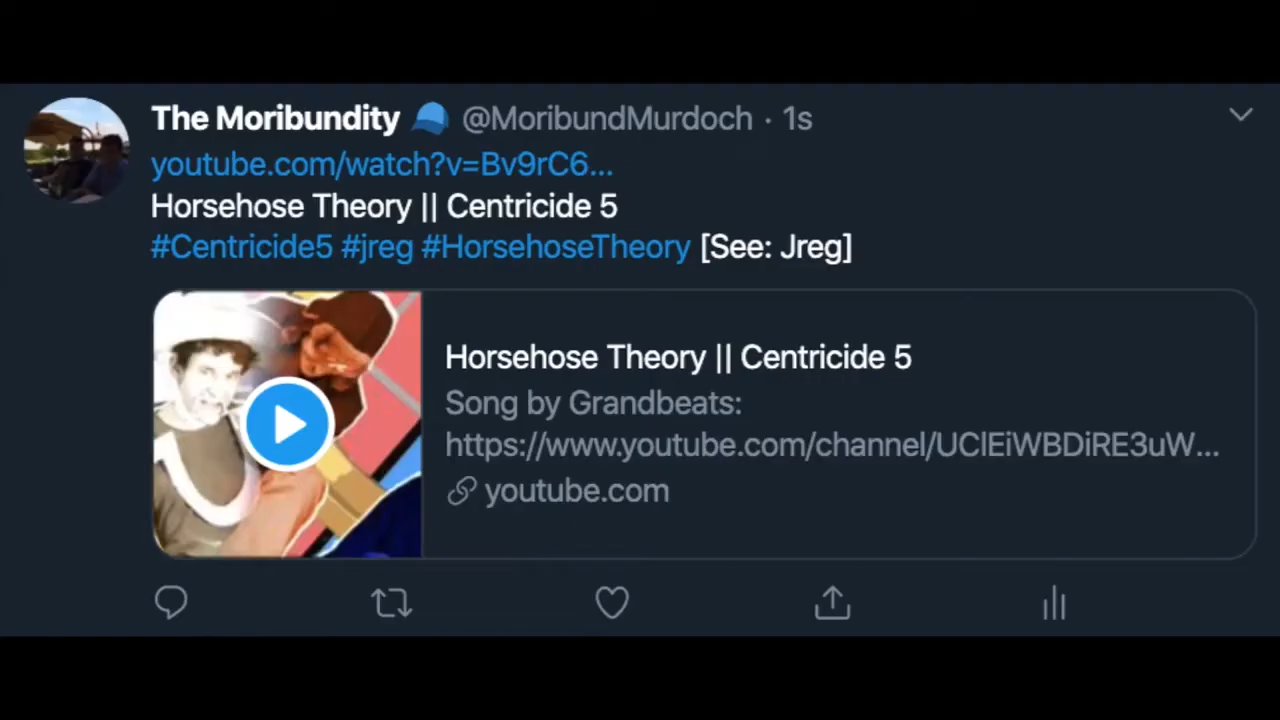 The Moribundity 🧢 @MoribundMurdoch · 1s
youtube.com/watch?v=Bv9rC6...
Horsehose Theory || Centricide 5
#Centricide5 #jreg #HorsehoseTheory [See: Jreg]
Horsehose Theory || Centricide 5
Song by Grandbeats:
https://www.youtube.com/channel/UClEiWBDiRE3uW...
youtube.com